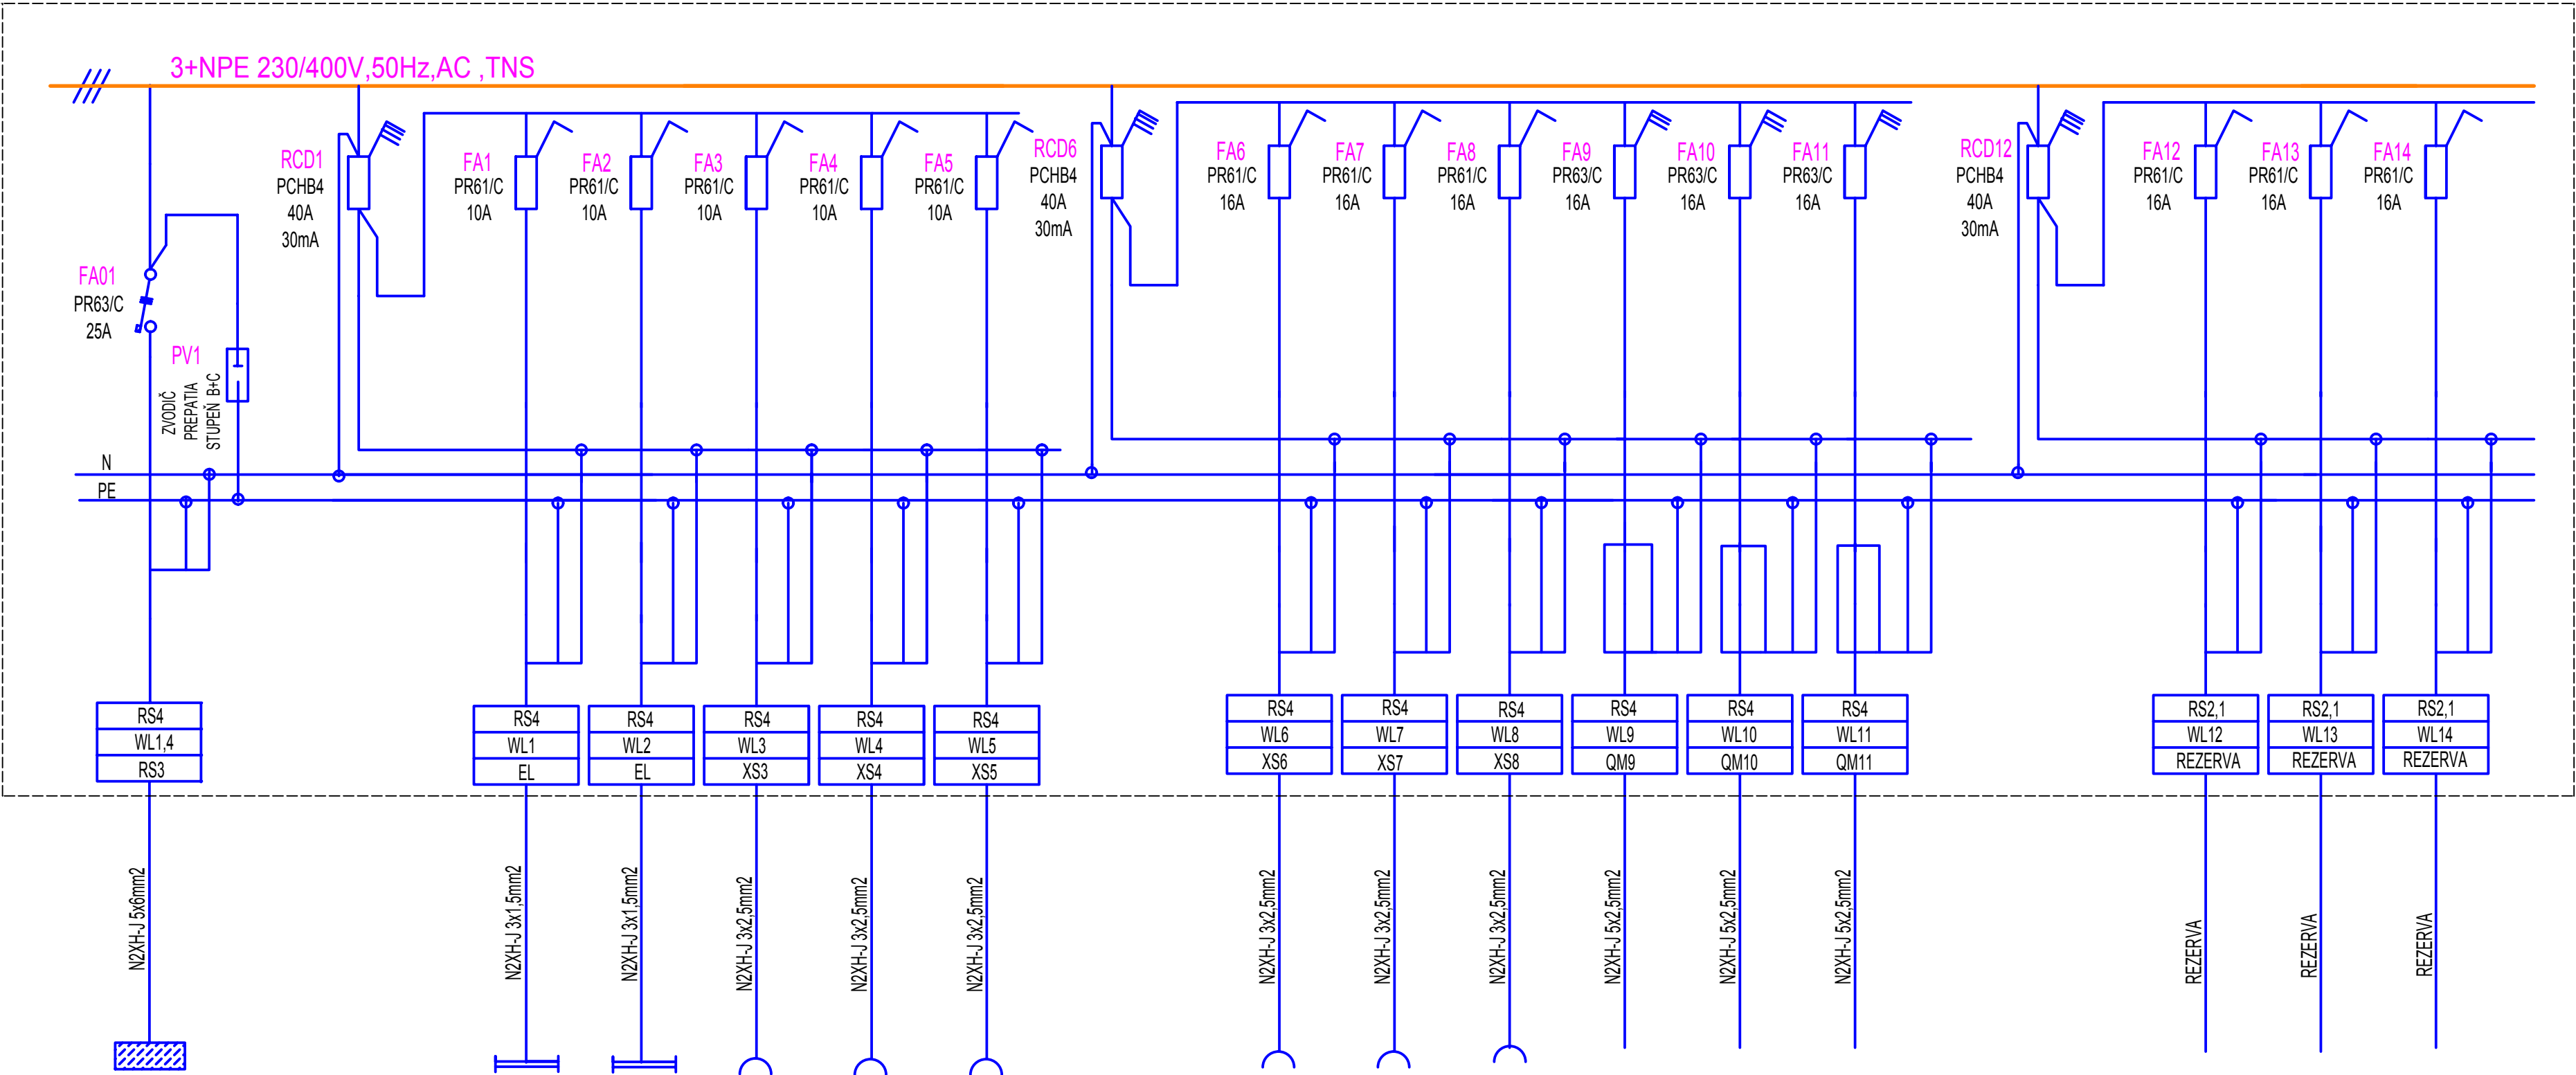 3+NPE 230/400V,50Hz,AC ,TNS
FA01
PR63/C
25A
PV1
ZVODIČ
PREPATIA
STUPEŇ B+C
N
PE
RCD1
PCHB4
40A
30mA
FA1
PR61/C
10A
FA2
PR61/C
10A
FA3
PR61/C
10A
FA4
PR61/C
10A
FA5
PR61/C
10A
RCD6
PCHB4
40A
30mA
FA6
PR61/C
16A
FA7
PR61/C
16A
FA8
PR61/C
16A
FA9
PR63/C
16A
FA10
PR63/C
16A
FA11
PR63/C
16A
RCD12
PCHB4
40A
30mA
FA12
PR61/C
16A
FA13
PR61/C
16A
FA14
PR61/C
16A
RS4
WL1,4
RS3
RS4
WL1
EL
RS4
WL2
EL
RS4
WL3
XS3
RS4
WL4
XS4
RS4
WL5
XS5
RS4
WL6
XS6
RS4
WL7
XS7
RS4
WL8
XS8
RS4
WL9
QM9
RS4
WL10
QM10
RS4
WL11
QM11
RS2,1
WL12
REZERVA
RS2,1
WL13
REZERVA
RS2,1
WL14
REZERVA
N2XH-J 5x6mm2
N2XH-J 3x1,5mm2
N2XH-J 3x1,5mm2
N2XH-J 3x2,5mm2
N2XH-J 3x2,5mm2
N2XH-J 3x2,5mm2
N2XH-J 3x2,5mm2
N2XH-J 3x2,5mm2
N2XH-J 3x2,5mm2
N2XH-J 5x2,5mm2
N2XH-J 5x2,5mm2
N2XH-J 5x2,5mm2
REZERVA
REZERVA
REZERVA